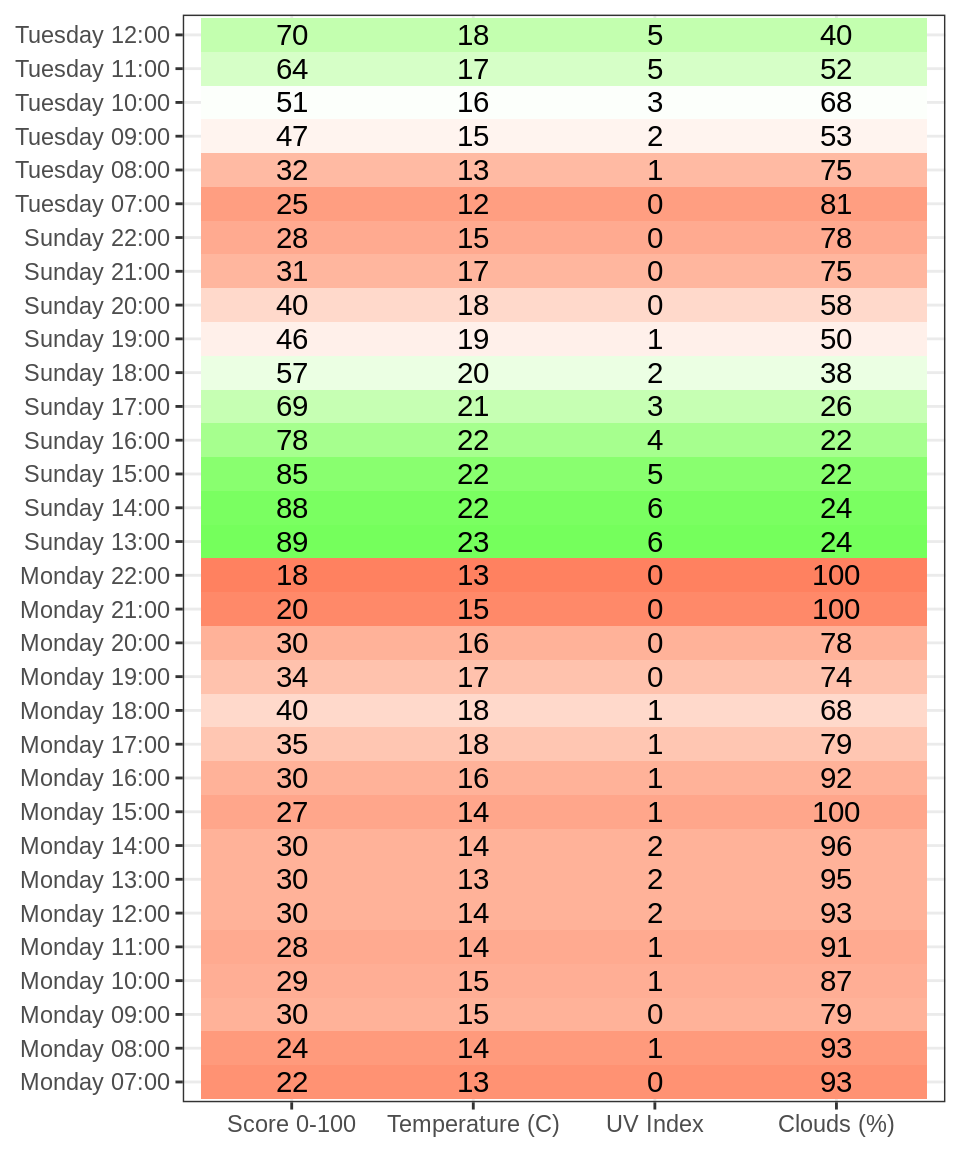 Tuesday 12:00 70 18 5 40
Tuesday 11:00 64 17 5 52
Tuesday 10:00 51 16 3 68
Tuesday 09:00 47 15 2 53
Tuesday 08:00 32 13 1 75
Tuesday 07:00 25 12 0 81
Sunday 22:00 28 15 0 78
Sunday 21:00 31 17 0 75
Sunday 20:00 40 18 0 58
Sunday 19:00 46 19 1 50
Sunday 18:00 57 20 2 38
Sunday 17:00 69 21 3 26
Sunday 16:00 78 22 4 22
Sunday 15:00 85 22 5 22
Sunday 14:00 88 22 6 24
Sunday 13:00 89 23 6 24
Monday 22:00 18 13 0 100
Monday 21:00 20 15 0 100
Monday 20:00 30 16 0 78
Monday 19:00 34 17 0 74
Monday 18:00 40 18 1 68
Monday 17:00 35 18 1 79
Monday 16:00 30 16 1 92
Monday 15:00 27 14 1 100
Monday 14:00 30 14 2 96
Monday 13:00 30 13 2 95
Monday 12:00 30 14 2 93
Monday 11:00 28 14 1 91
Monday 10:00 29 15 1 87
Monday 09:00 30 15 0 79
Monday 08:00 24 14 1 93
Monday 07:00 22 13 0 93
Score 0-100 Temperature (C) UV Index Clouds (%)